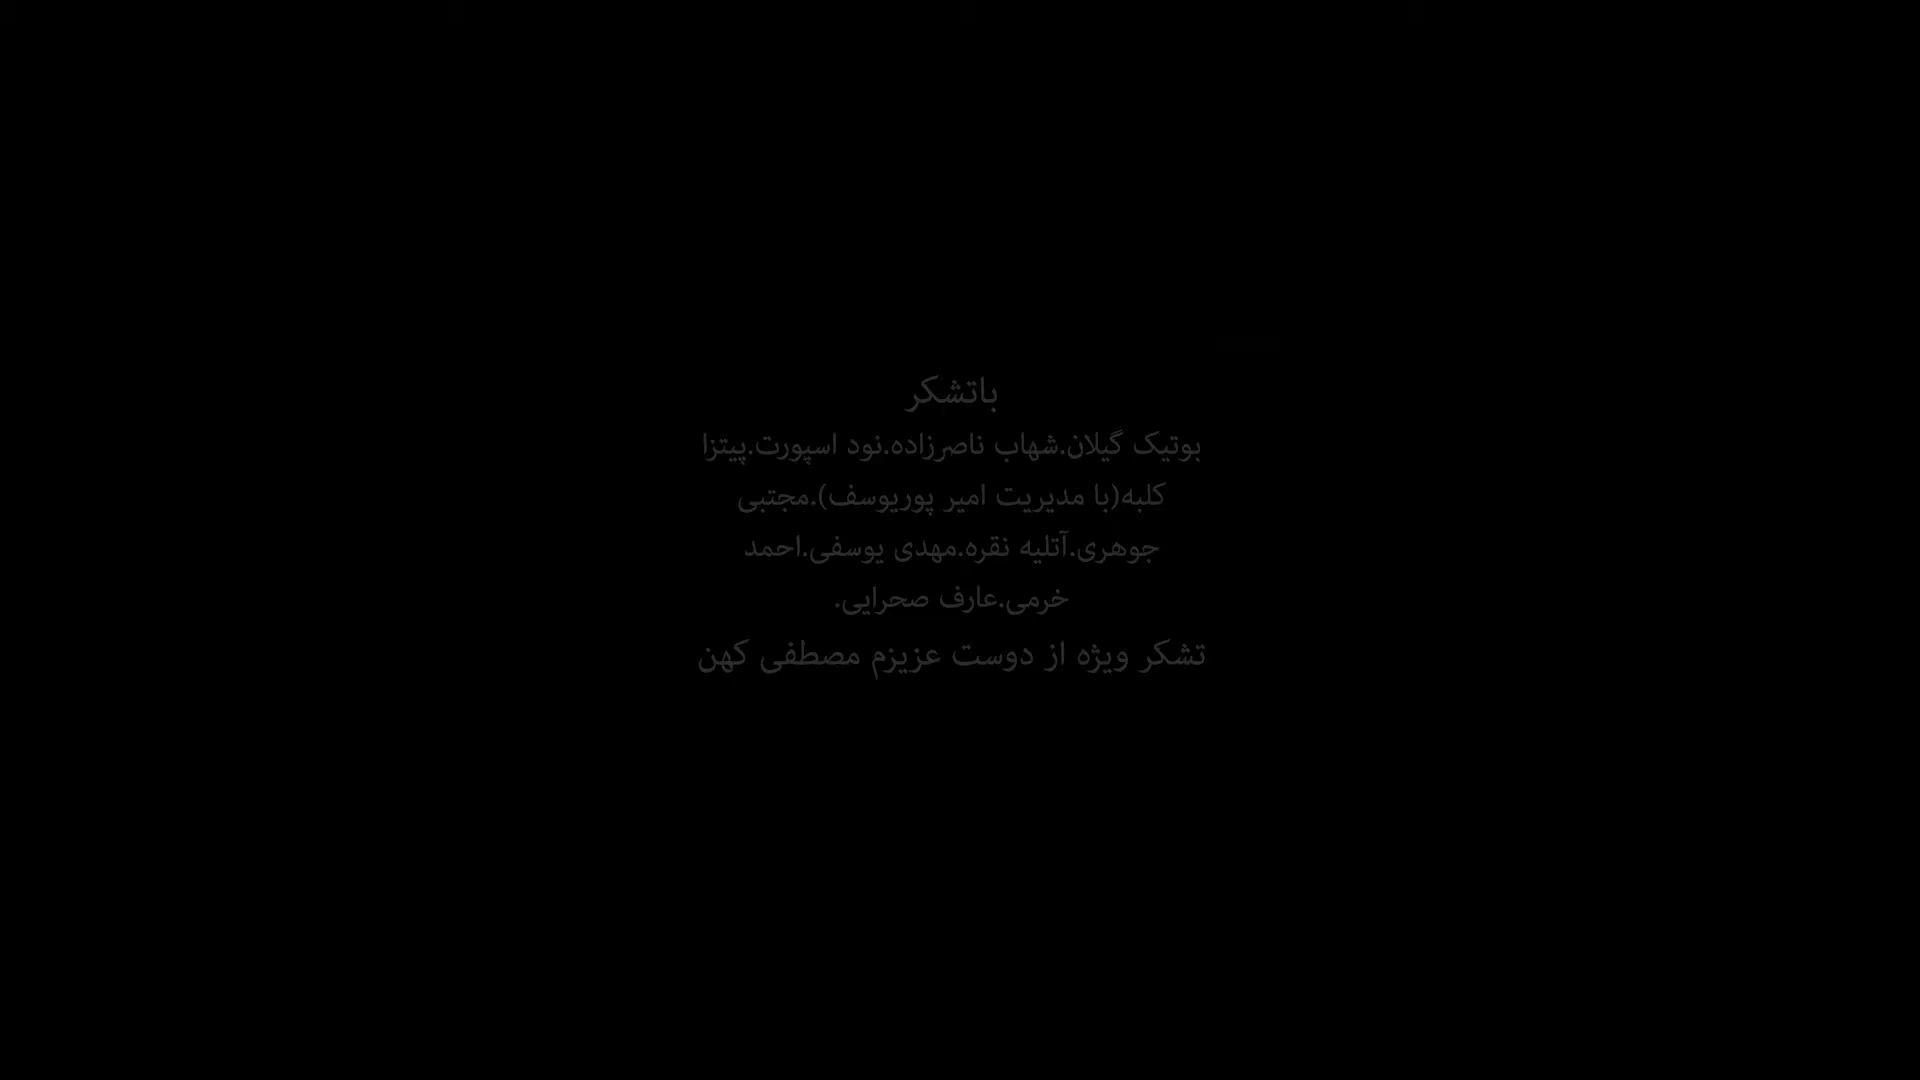 باتشکر
بوتیک گیلان.شهاب ناصرزاده.نود اسپورت.پیتزا
کلبه(با مدیریت امیر پوریوسف).مجتبی
جوهری.آتلیه نقره.مهدی یوسفی.احمد
خرمی.عارف صحرایی.
تشکر ویژه از دوست عزیزم مصطفی کهن